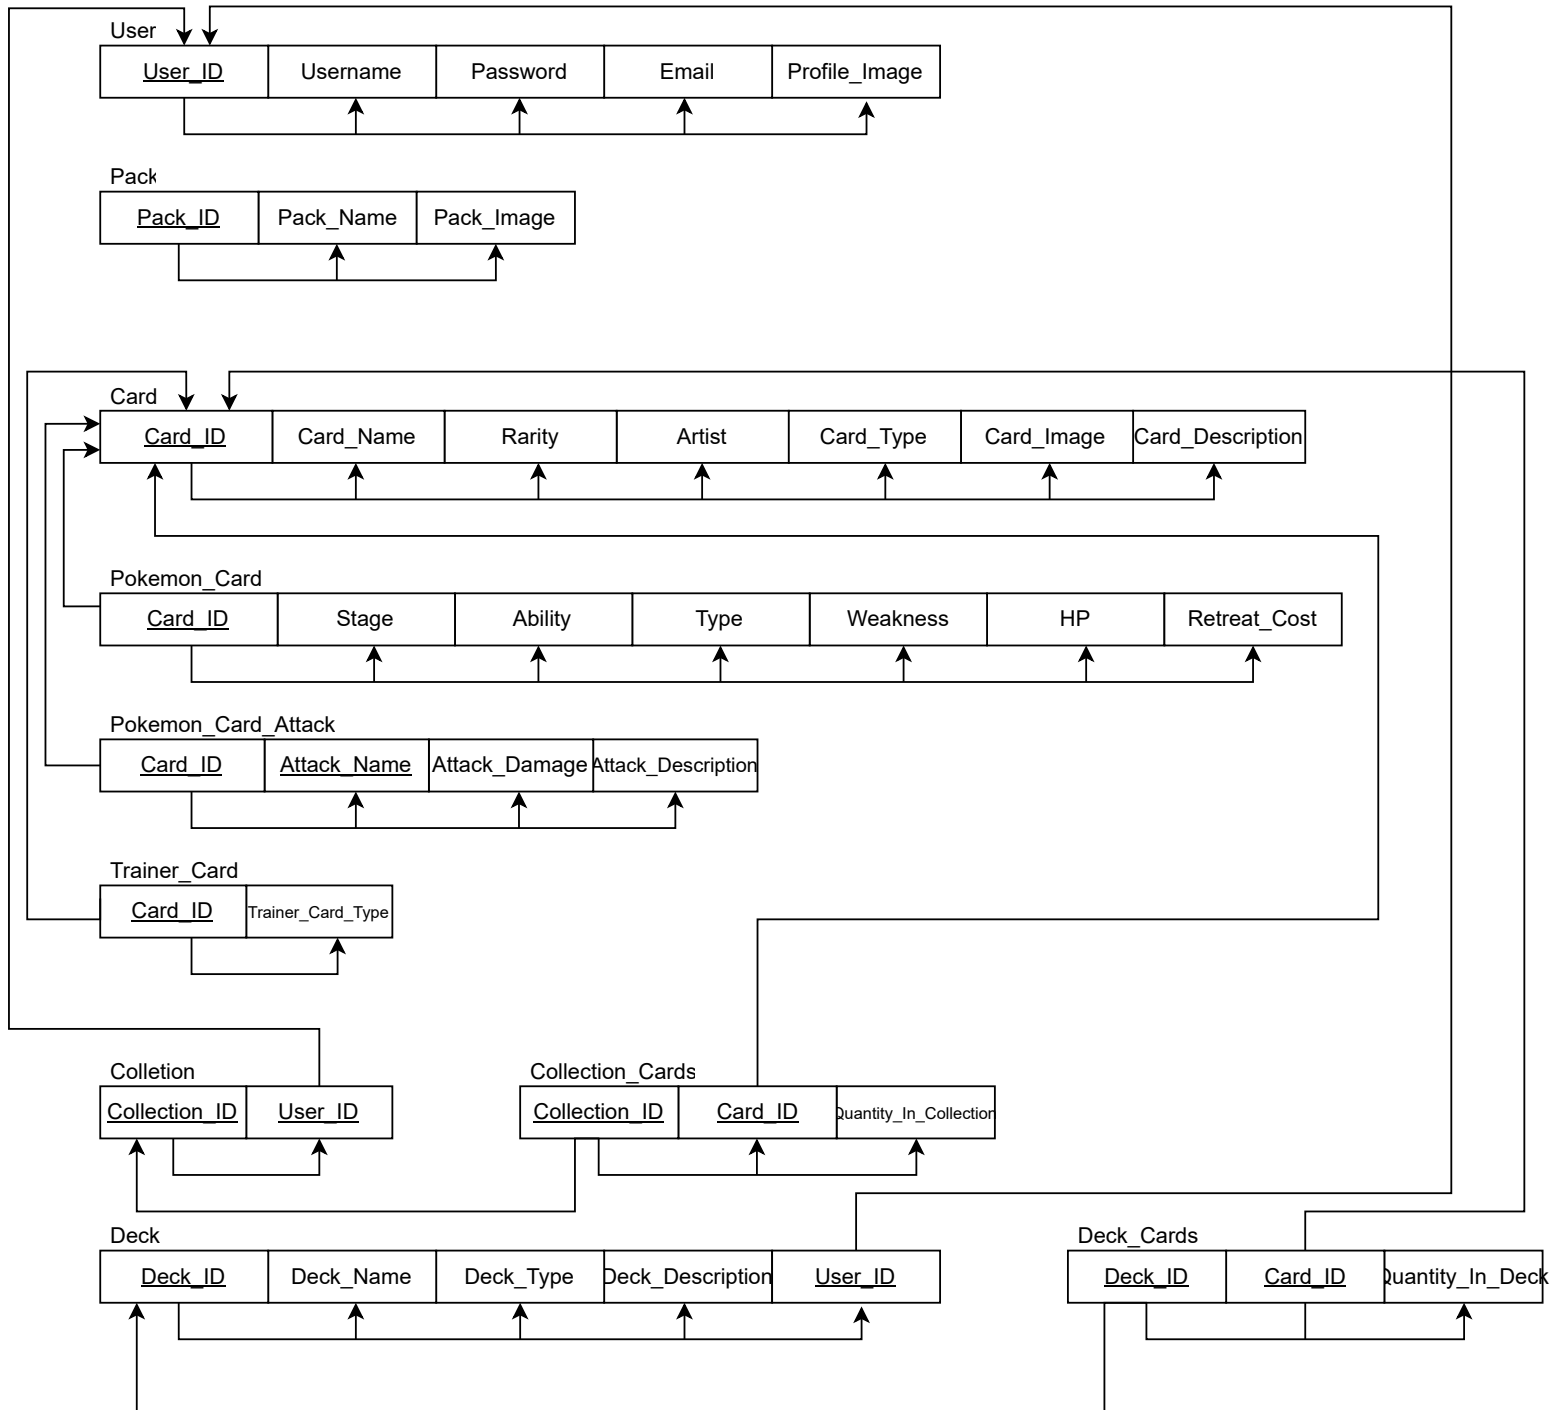 User
User_ID Username Password Email Profile_Image
Pack
Pack_ID Pack_Name Pack_Image
Card
Card_ID Card_Name Rarity Artist Card_Type Card_Image Card_Description
Pokemon_Card
Card_ID Stage Ability Type Weakness HP Retreat_Cost
Pokemon_Card_Attack
Card_ID Attack_Name Attack_Damage Attack_Description
Trainer_Card
Card_ID Trainer_Card_Type
Colletion Collection_Cards
Collection_ID User_ID Collection_ID Card_ID Quantity_In_Collection
Deck Deck_Cards
Deck_ID Deck_Name Deck_Type Deck_Description User_ID Deck_ID Card_ID Quantity_In_Deck